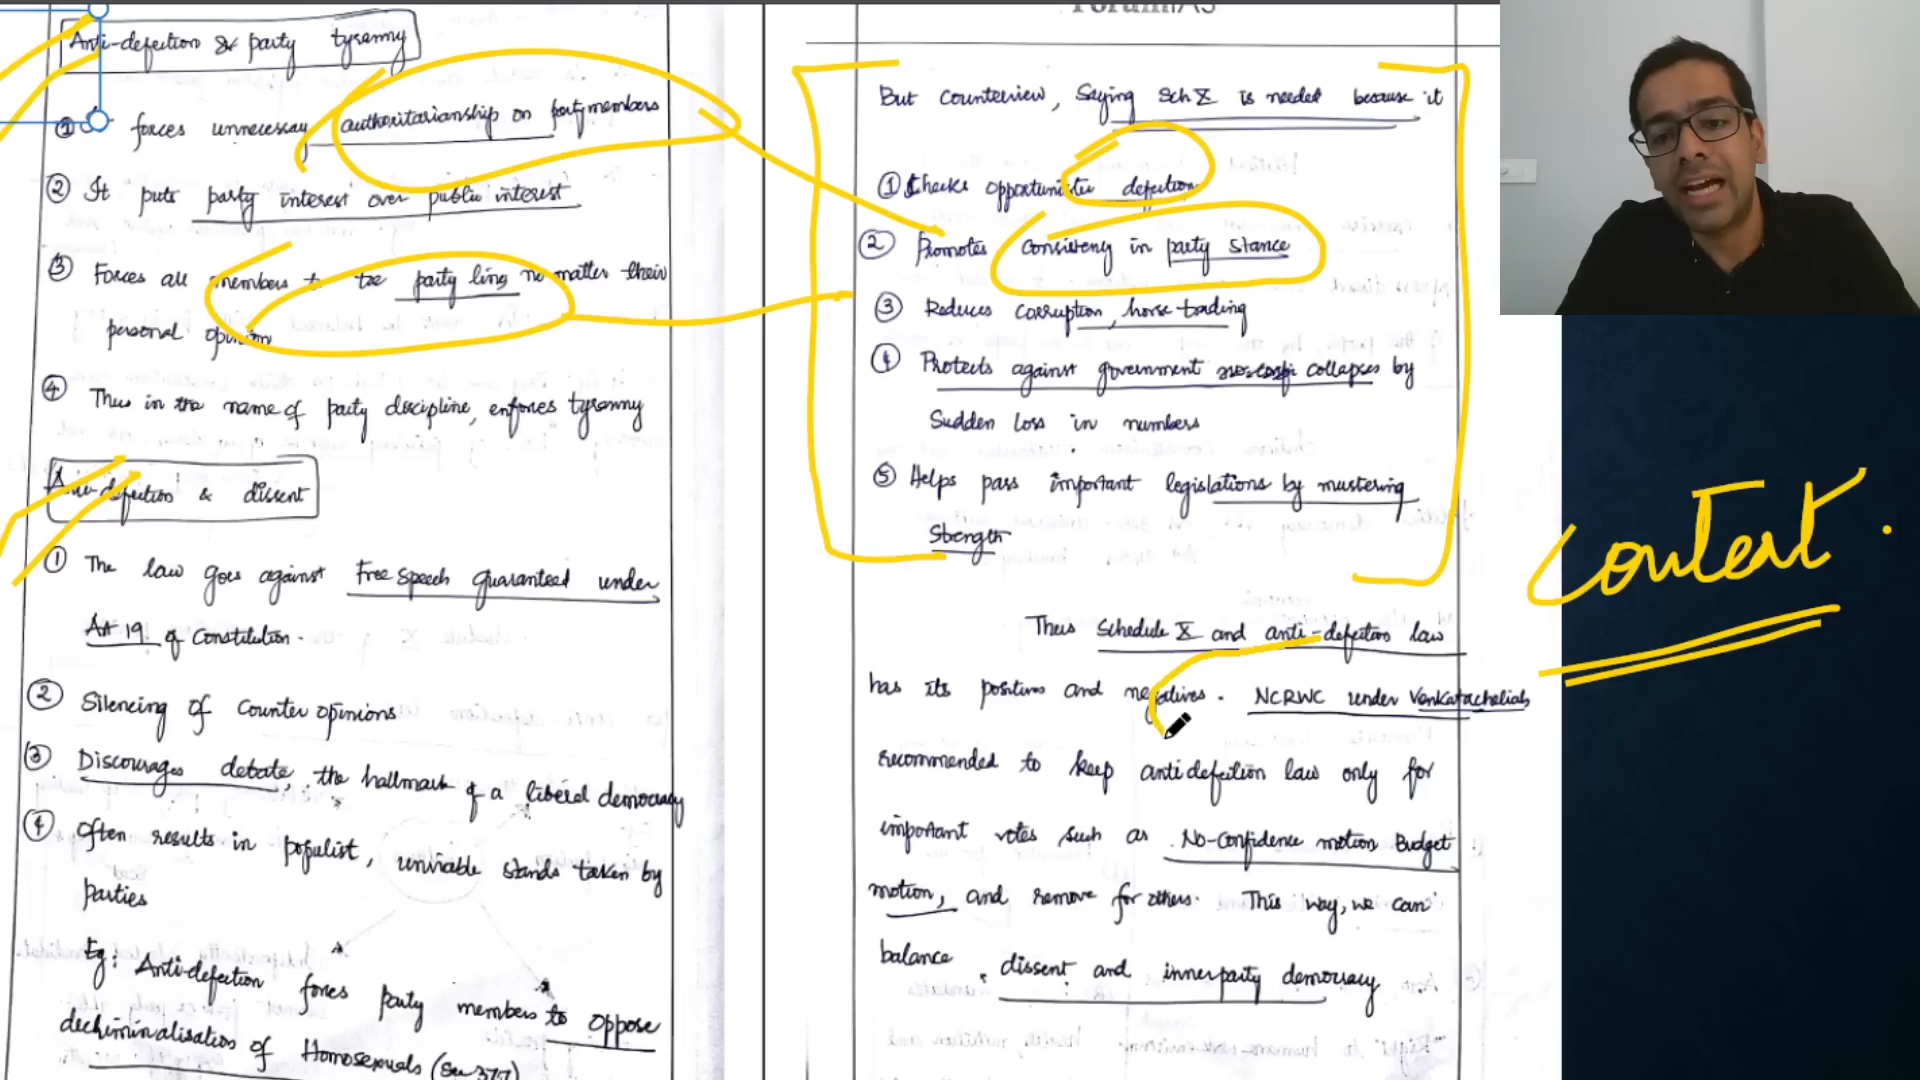 Anti-defection & party tyranny
① It forces unnecessay authoritarianship on party members
② It puts party interest over public interest
③ Forces all members to toe party line no matter their
personal opinion
④ Thus in the name of party discipline, enforces tyranny
Anti-defection & dissent
① The law goes against Free speech guaranteed under
Art 19 of Constitution.
② Silencing of Counter opinions
③ Discourages debate, the hallmark of a liberal democracy
④ Often results in populist, unviable stands taken by
parties
Eg: Anti-defection forces party members to oppose
decriminalisation of Homosexuals (Sec 377)
ForumIAS
But Counterview, Saying Sch X is needed because it
① Checks opportunistic defection
② Promotes Consistency in party stance
③ Reduces corruption, horse-trading
④ Protects against government collapses by
Sudden loss in numbers
⑤ Helps pass important legislations by mustering
Strength
Thus Schedule X and anti-defection law
has its positives and negatives. NCRWC under Venkatacheliah
recommended to keep antidefection law only for
important votes such as No-Confidence motion Budget
motion, and remove for others. This way, we can
balance dissent and innerparty democracy
Content.